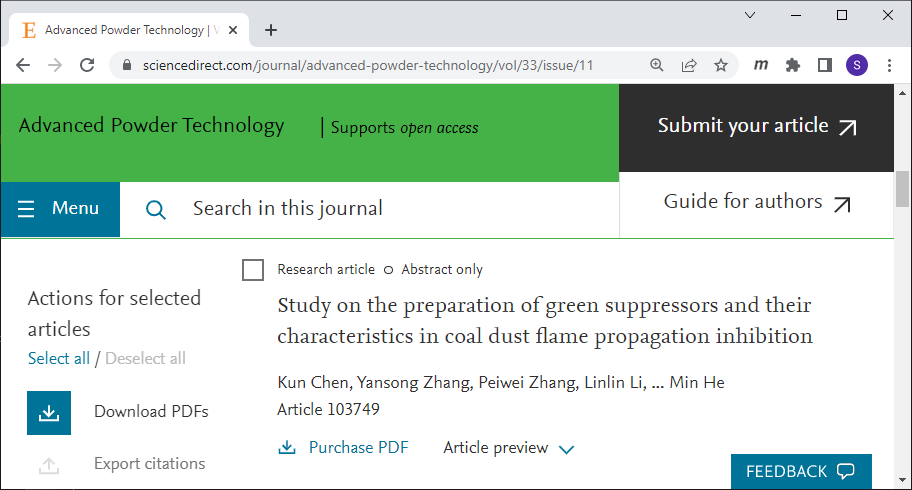 Advanced Powder Technology | V
sciencedirect.com/journal/advanced-powder-technology/vol/33/issue/11
m
S
Advanced Powder Technology | Supports open access
Submit your article
Menu
Search in this journal
Guide for authors
Actions for selected
articles
Select all / Deselect all
Download PDFs
Export citations
Research article Abstract only
Study on the preparation of green suppressors and their
characteristics in coal dust flame propagation inhibition
Kun Chen, Yansong Zhang, Peiwei Zhang, Linlin Li, ... Min He
Article 103749
Purchase PDF Article preview
FEEDBACK